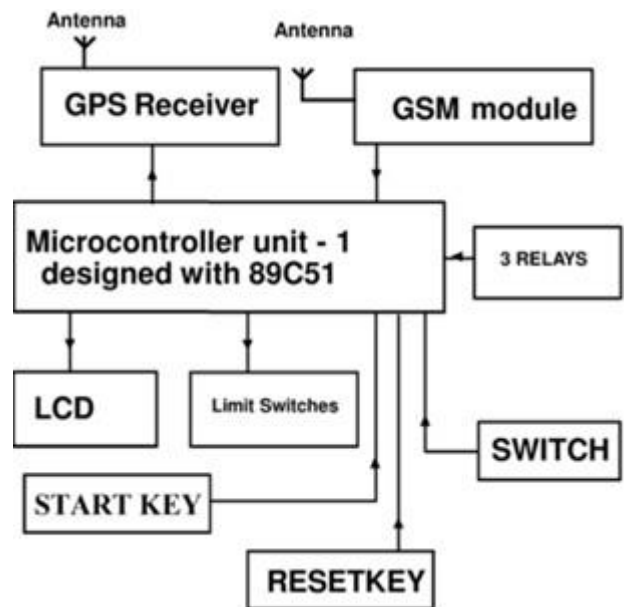 Antenna
Antenna
GPS Receiver
GSM module
Microcontroller unit - 1
designed with 89C51
3 RELAYS
LCD
Limit Switches
SWITCH
START KEY
RESETKEY